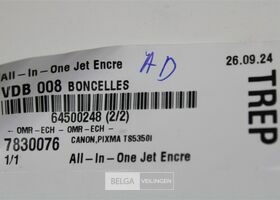 All-In-One Jet Encre
AD
26.09.24
VDB 008 BONCELLES
64500248 (2/2)
- OMR-ECH - OMR-ECH -
7830076 CANON,PIXMA TS5350I
1/1 All-In-One Jet Encre
TREP
BELGA VEILINGEN